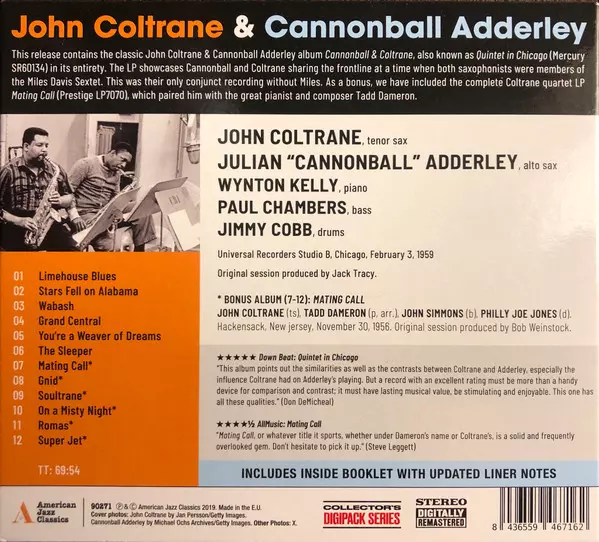 John Coltrane & Cannonball Adderley
This release contains the classic John Coltrane & Cannonball Adderley album Cannonball & Coltrane, also known as Quintet in Chicago (Mercury
SR60134) in its entirety. The LP showcases Cannonball and Coltrane sharing the frontline at a time when both saxophonists were members of
the Miles Davis Sextet. This was their only conjunct recording without Miles. As a bonus, we have included the complete Coltrane quartet LP
Mating Call (Prestige LP7070), which paired him with the great pianist and composer Tadd Dameron.
JOHN COLTRANE, tenor sax
JULIAN “CANNONBALL” ADDERLEY, alto sax
WYNTON KELLY, piano
PAUL CHAMBERS, bass
JIMMY COBB, drums
Universal Recorders Studio B, Chicago, February 3, 1959
Original session produced by Jack Tracy.
* BONUS ALBUM (7-12): MATING CALL
JOHN COLTRANE (ts), TADD DAMERON (p, arr.), JOHN SIMMONS (b), PHILLY JOE JONES (d).
Hackensack, New jersey, November 30, 1956. Original session produced by Bob Weinstock.
01 Limehouse Blues
02 Stars Fell on Alabama
03 Wabash
04 Grand Central
05 You're a Weaver of Dreams
06 The Sleeper
07 Mating Call*
08 Gnid*
09 Soultrane*
10 On a Misty Night*
11 Romas*
12 Super Jet*
TT: 69:54
★★★★★ Down Beat: Quintet in Chicago
“This album points out the similarities as well as the contrasts between Coltrane and Adderley, especially the
influence Coltrane had on Adderley's playing. But a record with an excellent rating must be more than a handy
device for comparison and contrast; it must have lasting musical value, be stimulating and enjoyable. This one has
all these qualities.” (Don DeMicheal)
★★★★½ AllMusic: Mating Call
“Mating Call, or whatever title it sports, whether under Dameron's name or Coltrane's, is a solid and frequently
overlooked gem. Don't hesitate to pick it up.” (Steve Leggett)
INCLUDES INSIDE BOOKLET WITH UPDATED LINER NOTES
A
American
Jazz
Classics
90271 ℗ & © American Jazz Classics 2019. Made in the E.U.
Cover photos: John Coltrane by Jan Persson/Getty Images.
Cannonball Adderley by Michael Ochs Archives/Getty Images. Other Photos: X.
COLLECTOR'S
DIGIPACK SERIES
STEREO
DIGITALLY
REMASTERED
8 436559 467162